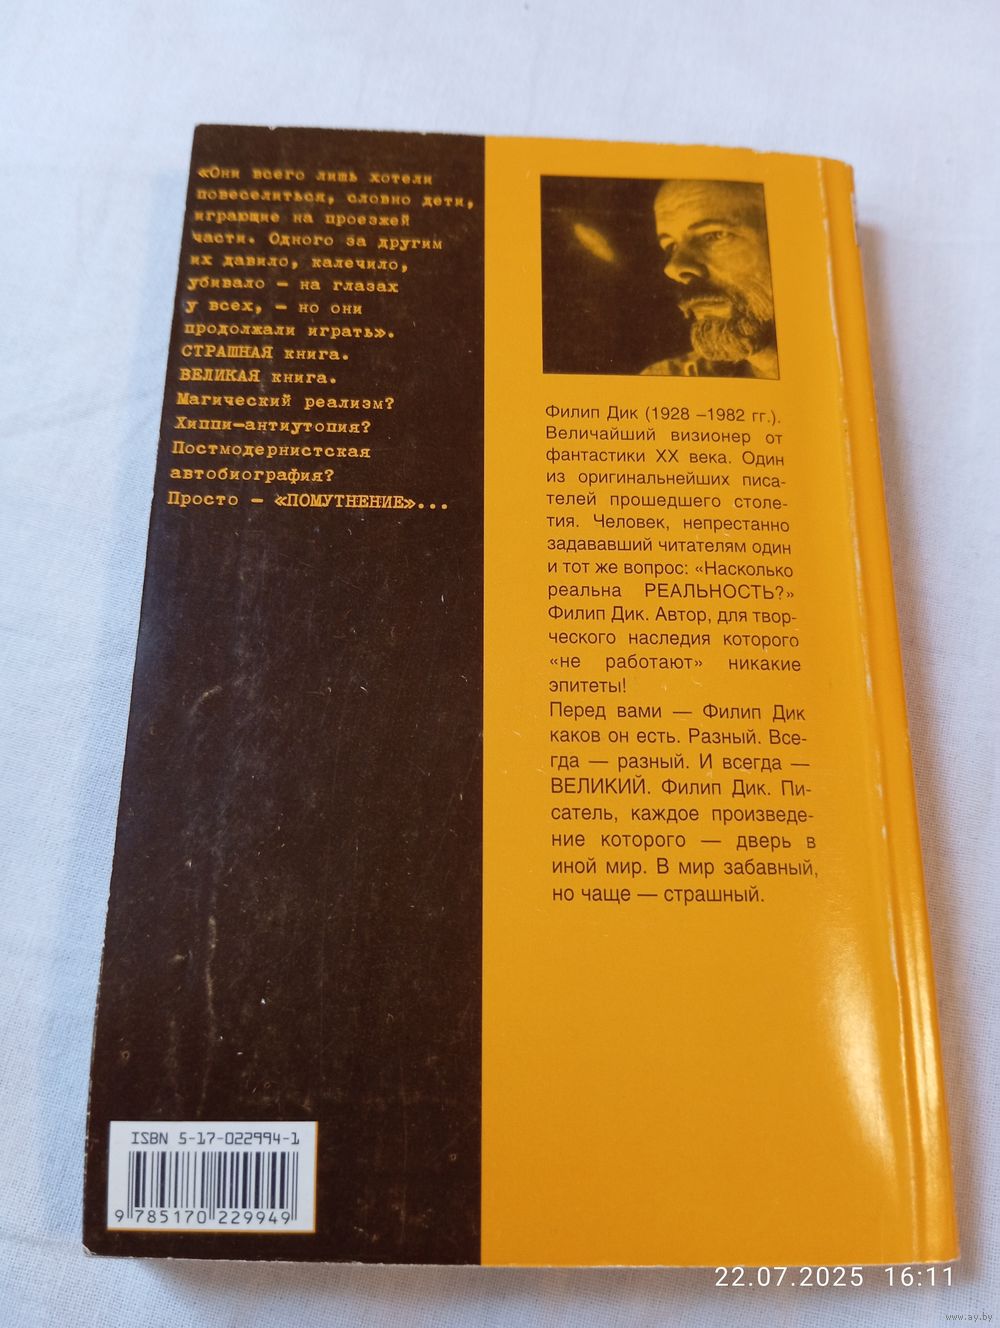 «Они всего лишь хотели
повеселиться, словно дети,
играющие на проезжей
части. Одного за другим
их давило, калечило,
убивало — на глазах
у всех, — но они
продолжали играть».
СТРАШНАЯ книга.
ВЕЛИКАЯ книга.
Магический реализм?
Хиппи-антиутопия?
Постмодернистская
автобиография?
Просто — «ПОМУТНЕНИЕ»...
Филип Дик (1928 –1982 гг.).
Величайший визионер от
фантастики XX века. Один
из оригинальнейших писа-
телей прошедшего столе-
тия. Человек, непрестанно
задававший читателям один
и тот же вопрос: «Насколько
реальна РЕАЛЬНОСТЬ?»
Филип Дик. Автор, для твор-
ческого наследия которого
«не работают» никакие
эпитеты!
Перед вами — Филип Дик
каков он есть. Разный. Все-
гда — разный. И всегда —
ВЕЛИКИЙ. Филип Дик. Пи-
сатель, каждое произведе-
ние которого — дверь в
иной мир. В мир забавный,
но чаще — страшный.
ISBN 5-17-022994-1
9 785170 229949
22.07.2025 16:11
www.ay.by